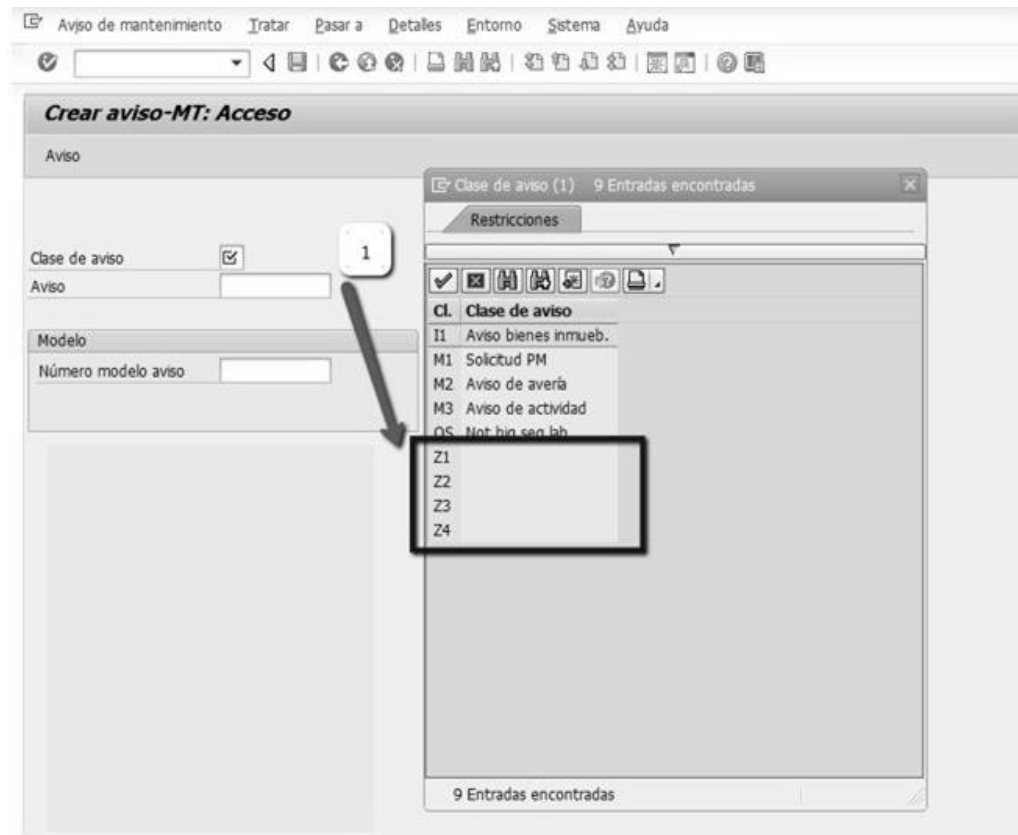 Aviso de mantenimiento Tratar Pasar a Detalles Entorno Sistema Ayuda
Crear aviso-MT: Acceso
Aviso
Clase de aviso
Aviso
Modelo
Número modelo aviso
1
Clase de aviso (1) 9 Entradas encontradas
Restricciones
Cl. Clase de aviso
I1 Aviso bienes inmueb.
M1 Solicitud PM
M2 Aviso de avería
M3 Aviso de actividad
QS Not hig seg lab
Z1
Z2
Z3
Z4
9 Entradas encontradas